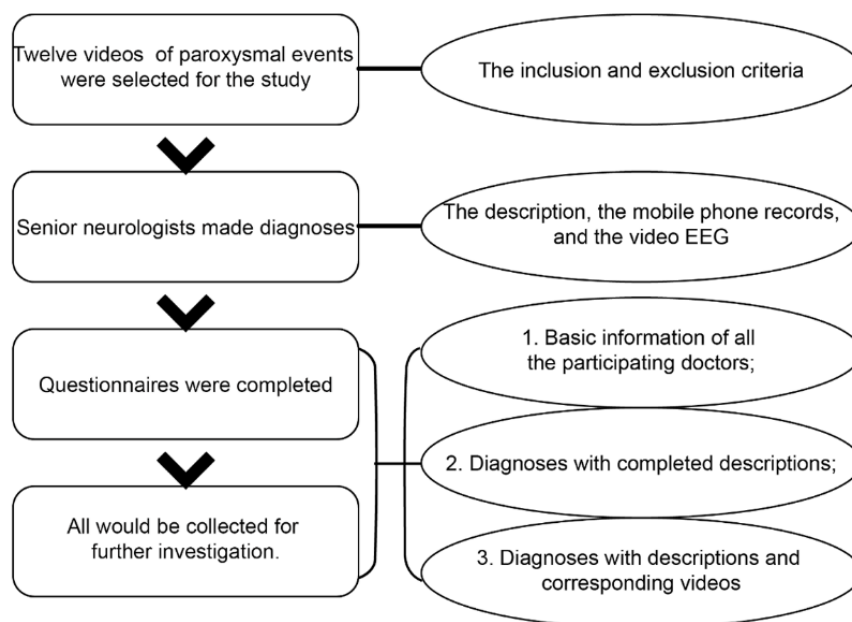 Twelve videos of paroxysmal events
were selected for the study
The inclusion and exclusion criteria
Senior neurologists made diagnoses
The description, the mobile phone records,
and the video EEG
Questionnaires were completed
1. Basic information of all
the participating doctors;
2. Diagnoses with completed descriptions;
All would be collected for
further investigation.
3. Diagnoses with descriptions and
corresponding videos